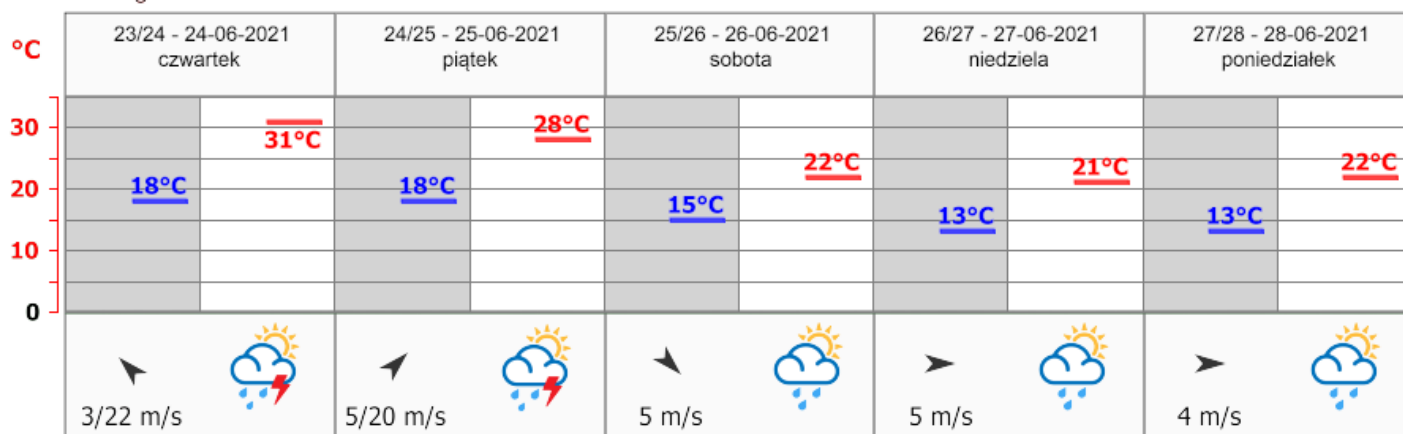 °C
23/24 - 24-06-2021
czwartek
24/25 - 25-06-2021
piątek
25/26 - 26-06-2021
sobota
26/27 - 27-06-2021
niedziela
27/28 - 28-06-2021
poniedziałek
30
20
10
0
18°C
31°C
18°C
28°C
15°C
22°C
13°C
21°C
13°C
22°C
3/22 m/s
5/20 m/s
5 m/s
5 m/s
4 m/s